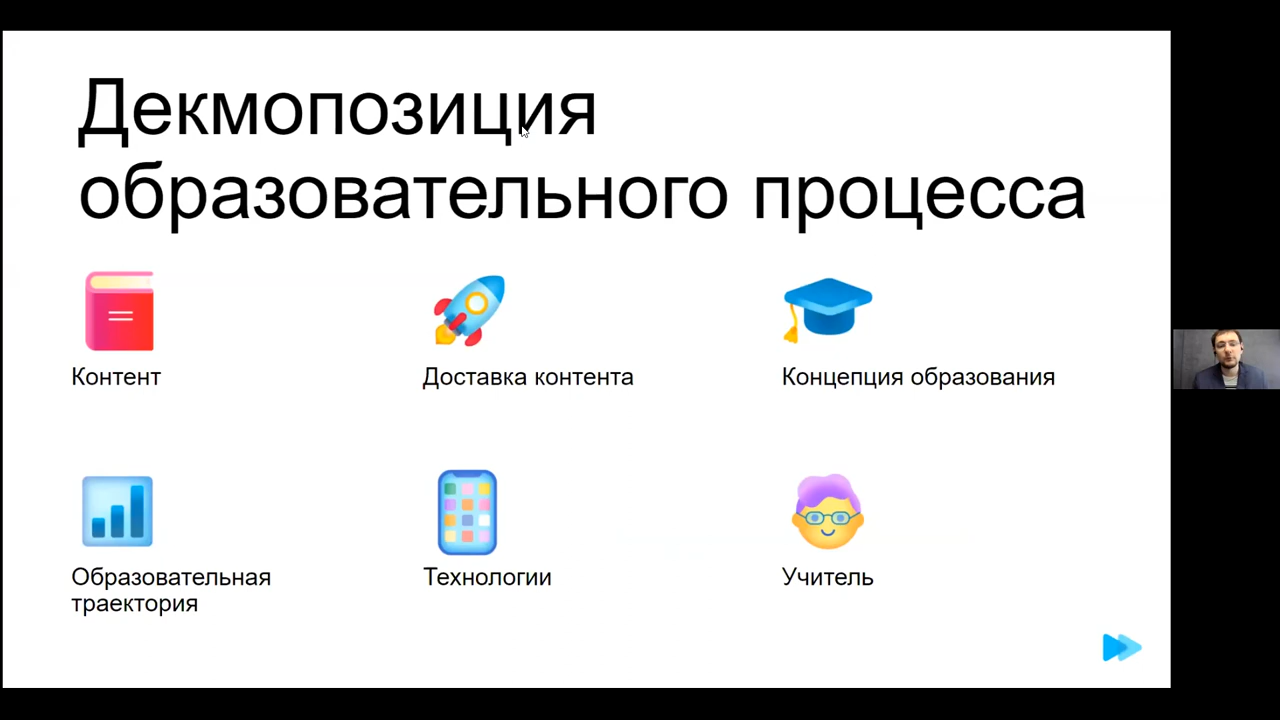 Декмопозиция
образовательного процесса
Контент
Доставка контента
Концепция образования
Образовательная
траектория
Технологии
Учитель